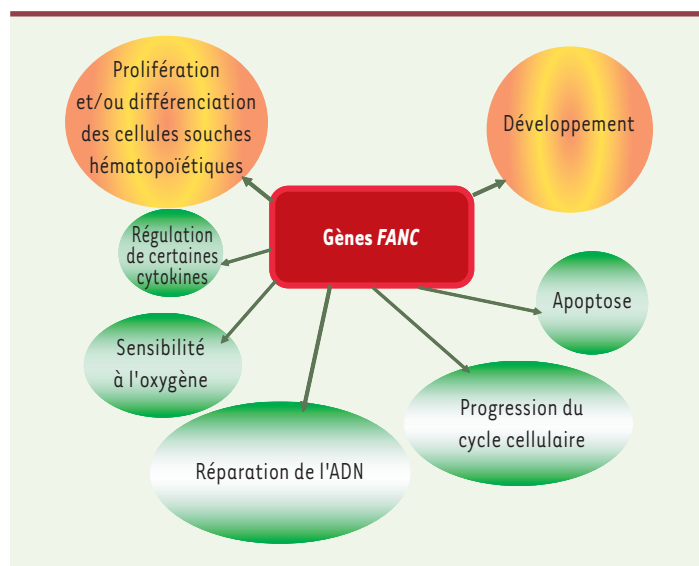 Prolifération
et/ou différenciation
des cellules souches
hématopoïétiques
Développement
Gènes FANC
Régulation
de certaines
cytokines
Apoptose
Sensibilité
à l'oxygène
Progression du
cycle cellulaire
Réparation de l'ADN